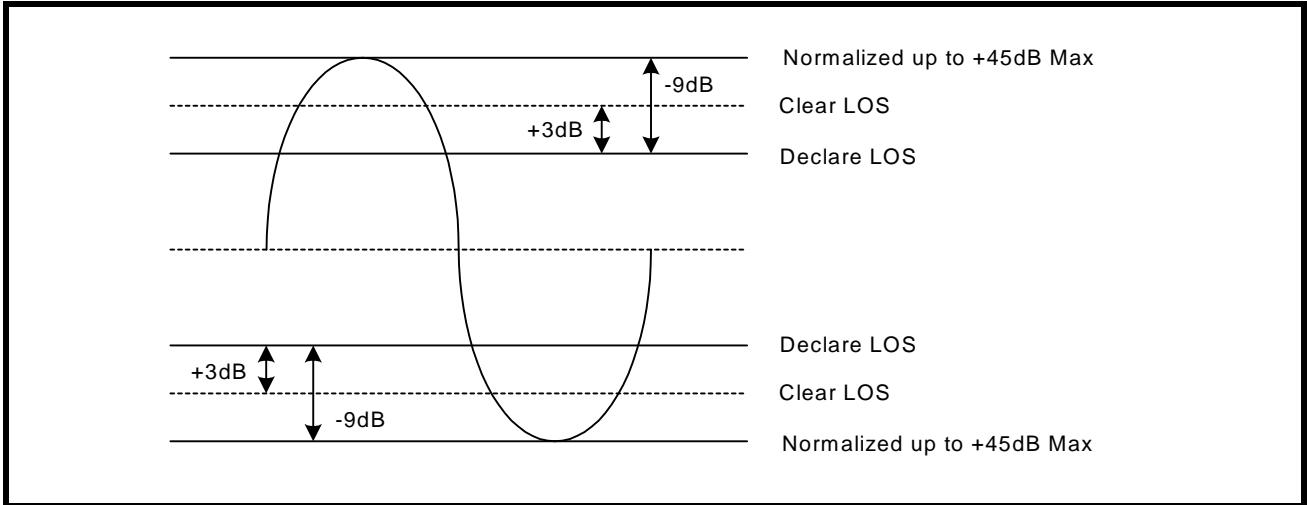 Normalized up to +45dB Max
-9dB
Clear LOS
+3dB
Declare LOS
Declare LOS
+3dB
Clear LOS
-9dB
Normalized up to +45dB Max